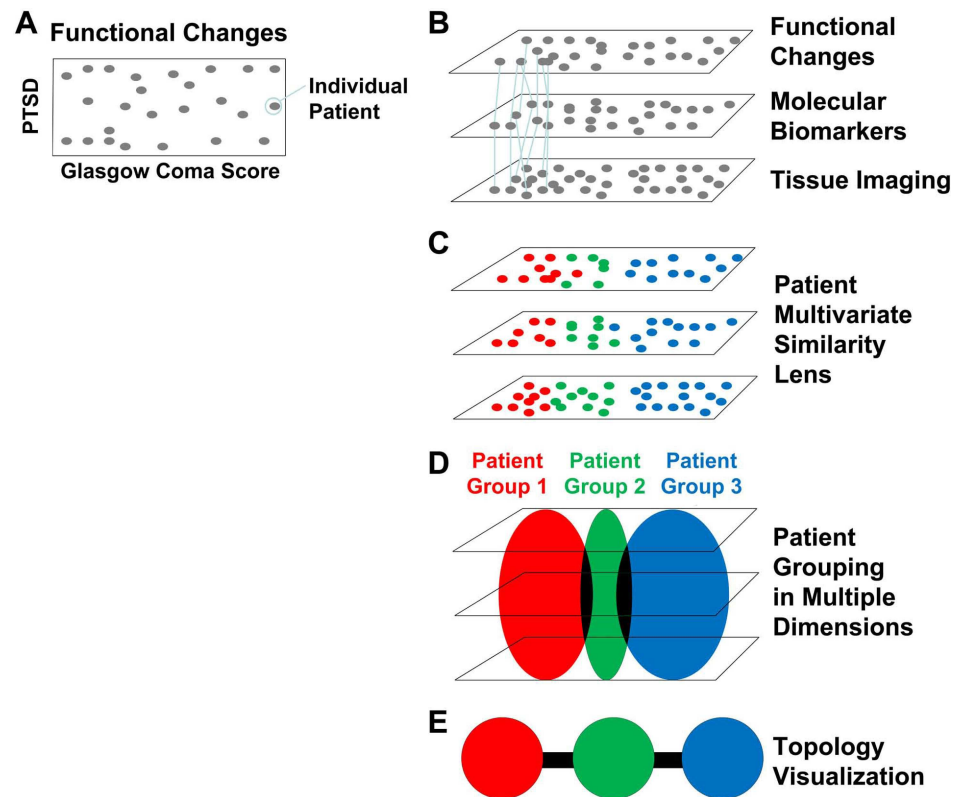 A
Functional Changes
PTSD
Individual
Patient
Glasgow Coma Score
B
Functional
Changes
Molecular
Biomarkers
Tissue Imaging
C
Patient
Multivariate
Similarity
Lens
D
Patient
Group 1
Patient
Group 2
Patient
Group 3
Patient
Grouping
in Multiple
Dimensions
E
Topology
Visualization